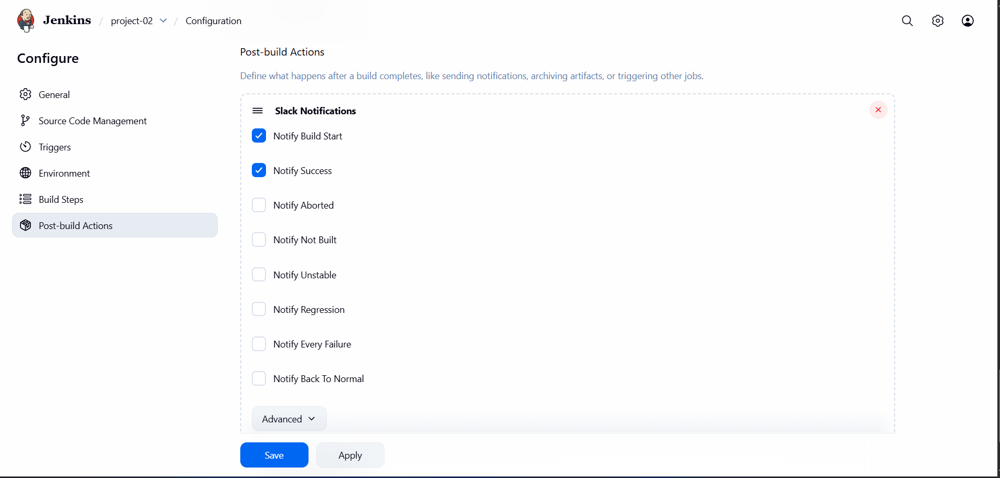 Jenkins / project-02 / Configuration
Configure
General
Source Code Management
Triggers
Environment
Build Steps
Post-build Actions
Post-build Actions
Define what happens after a build completes, like sending notifications, archiving artifacts, or triggering other jobs.
Slack Notifications
Notify Build Start
Notify Success
Notify Aborted
Notify Not Built
Notify Unstable
Notify Regression
Notify Every Failure
Notify Back To Normal
Advanced
Save
Apply